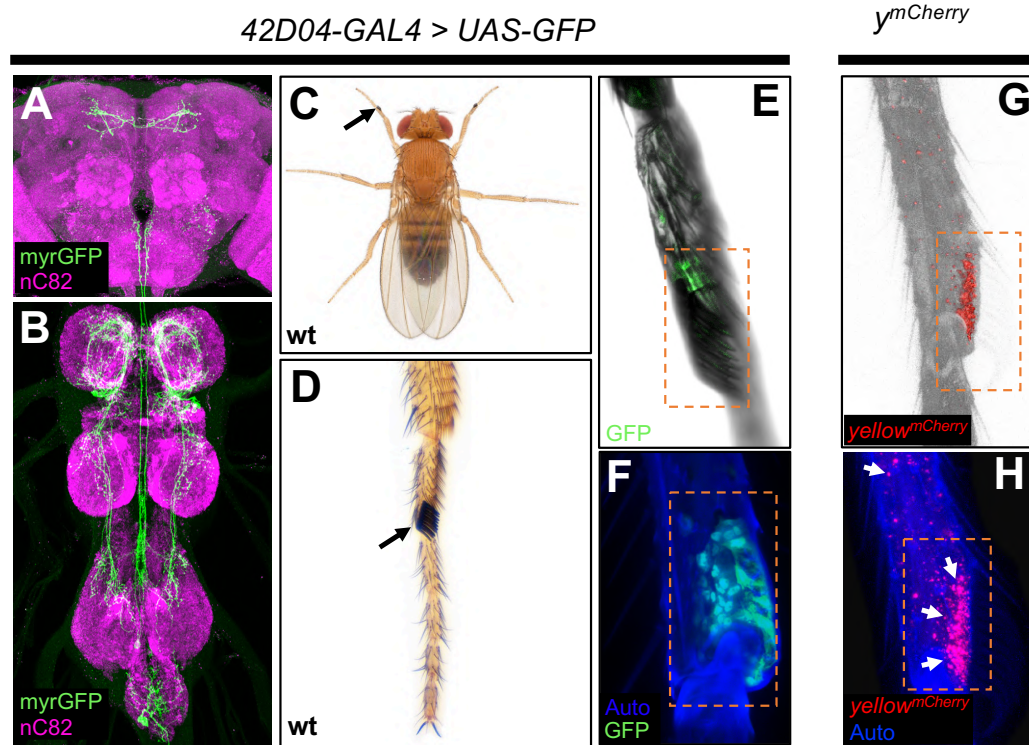 42D04-GAL4 > UAS-GFP
y^mCherry
A
myrGFP
nC82
B
myrGFP
nC82
C
wt
D
wt
E
GFP
F
Auto
GFP
G
yellow^mCherry
H
yellow^mCherry
Auto